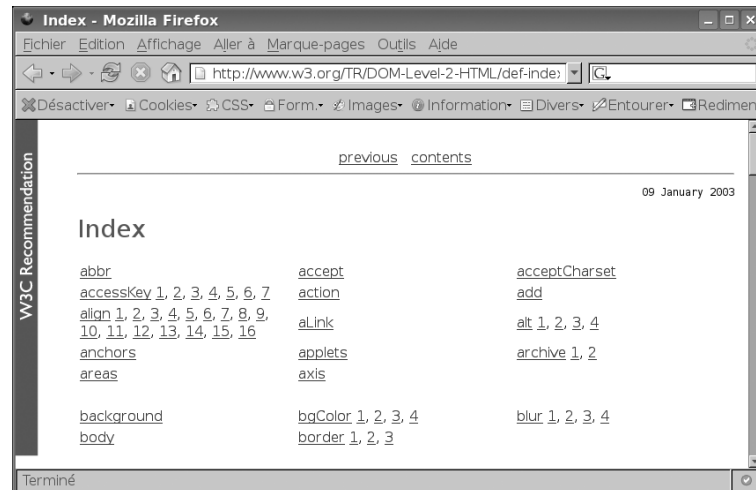 Index - Mozilla Firefox
Fichier Edition Affichage Aller à Marque-pages Outils Aide
http://www.w3.org/TR/DOM-Level-2-HTML/def-index G
Désactiver Cookies CSS Form. Images Information Divers Entourer Redimen
W3C Recommendation
previous contents
09 January 2003
Index
abbr accept acceptCharset
accessKey 1, 2, 3, 4, 5, 6, 7 action add
align 1, 2, 3, 4, 5, 6, 7, 8, 9,
10, 11, 12, 13, 14, 15, 16 aLink alt 1, 2, 3, 4
anchors applets archive 1, 2
areas axis
background bgColor 1, 2, 3, 4 blur 1, 2, 3, 4
body border 1, 2, 3
Terminé